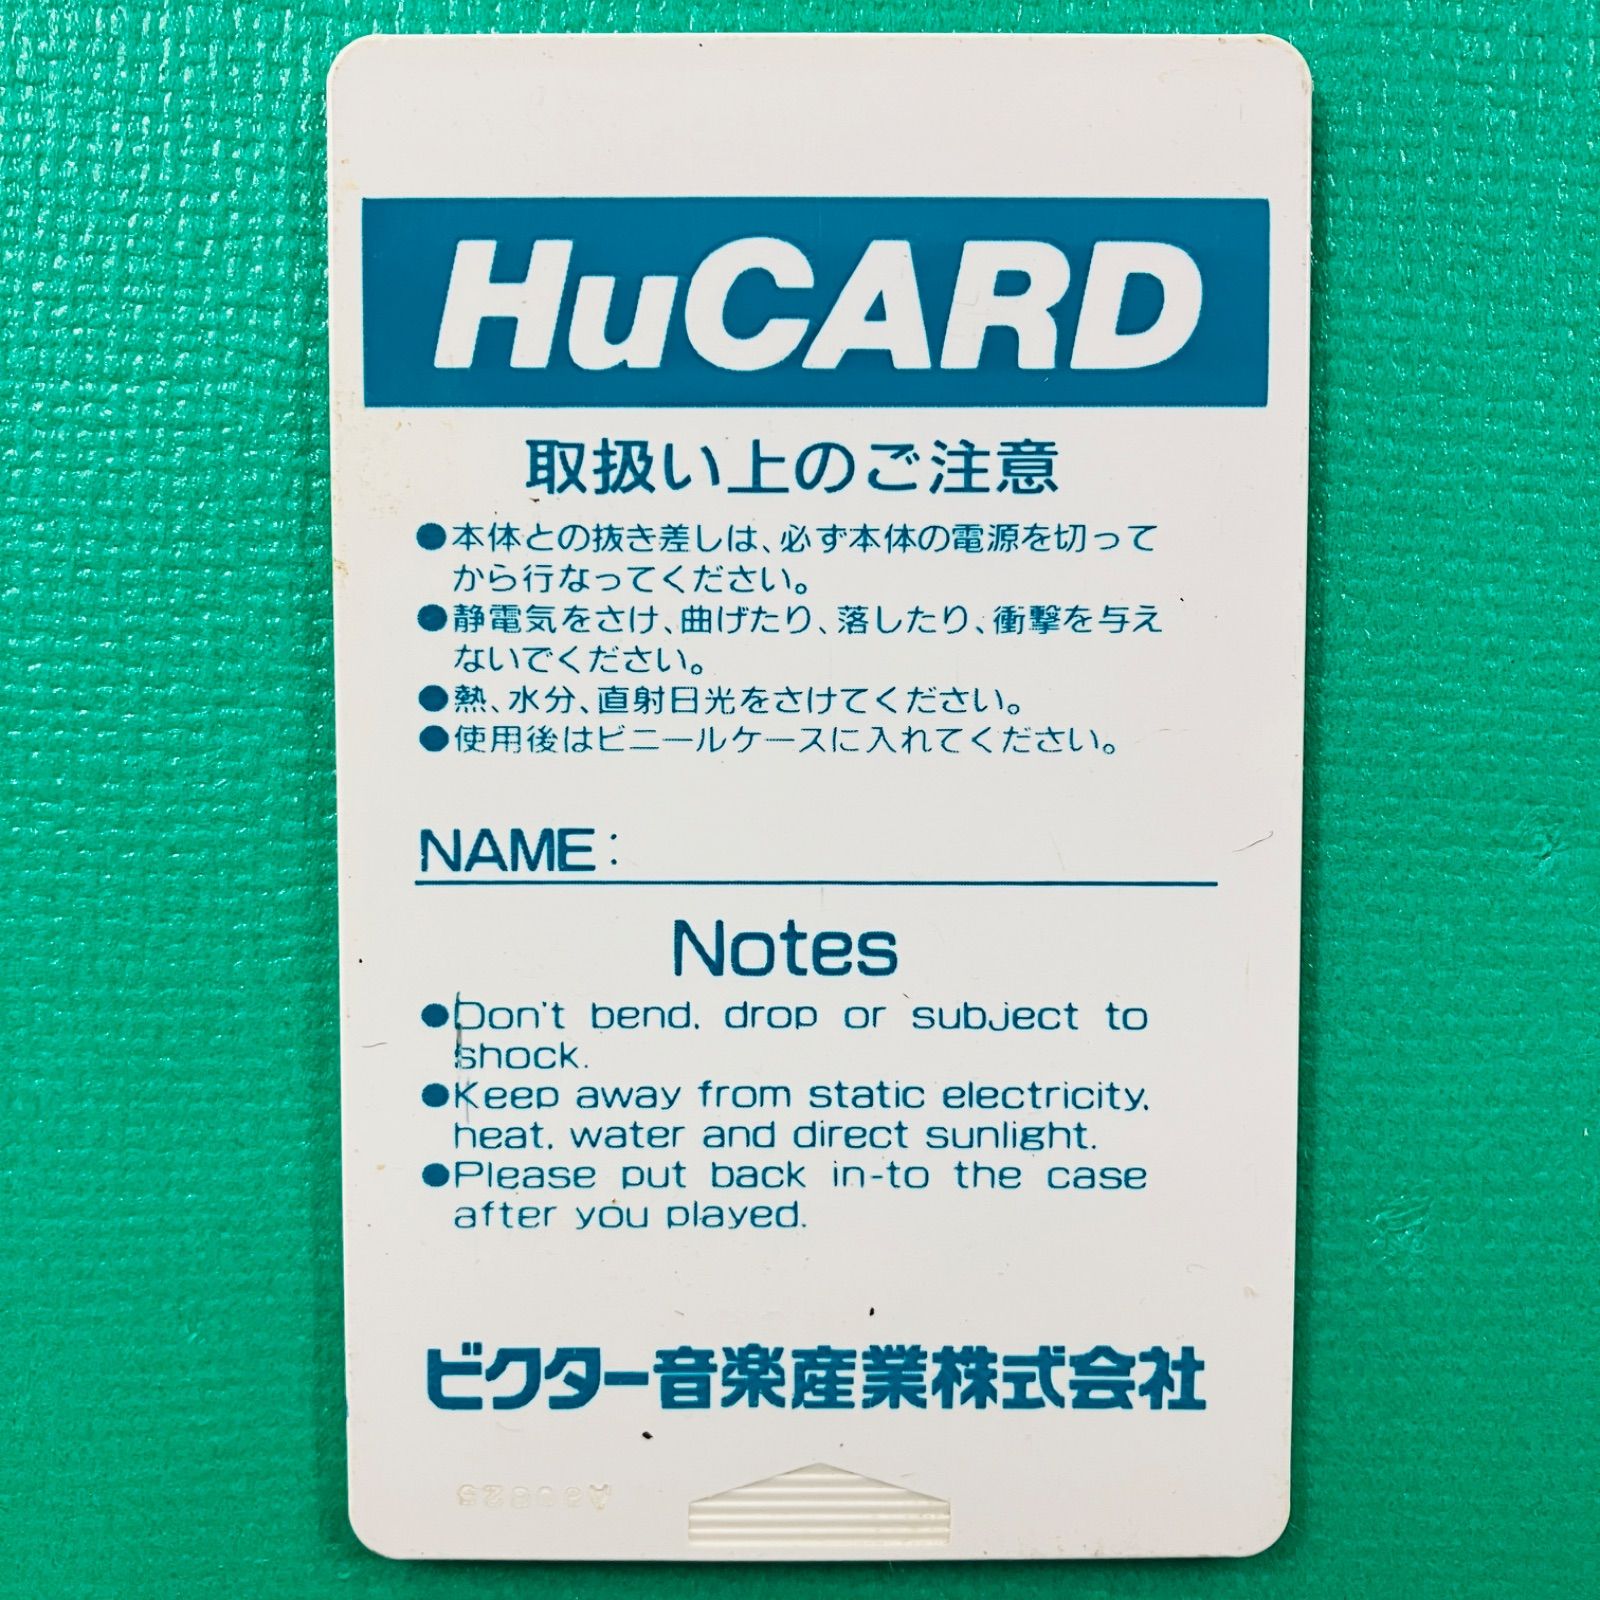 HuCARD
取扱い上のご注意
●本体との抜き差しは、必ず本体の電源を切って
から行なってください。
●静電気をさけ、曲げたり、落したり、衝撃を与え
ないでください。
●熱、水分、直射日光をさけてください。
●使用後はビニールケースに入れてください。
NAME:
Notes
●Don't bend, drop or subject to
shock.
●Keep away from static electricity,
heat, water and direct sunlight.
●Please put back in-to the case
after you played.
ビクター音楽産業株式会社